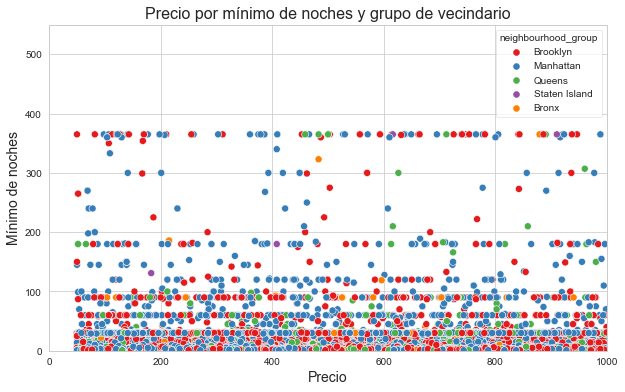 Precio por mínimo de noches y grupo de vecindario
neighbourhood_group
Brooklyn
Manhattan
Queens
Staten Island
Bronx
Mínimo de noches
500
400
300
200
100
0
0
200
400
600
800
1000
Precio